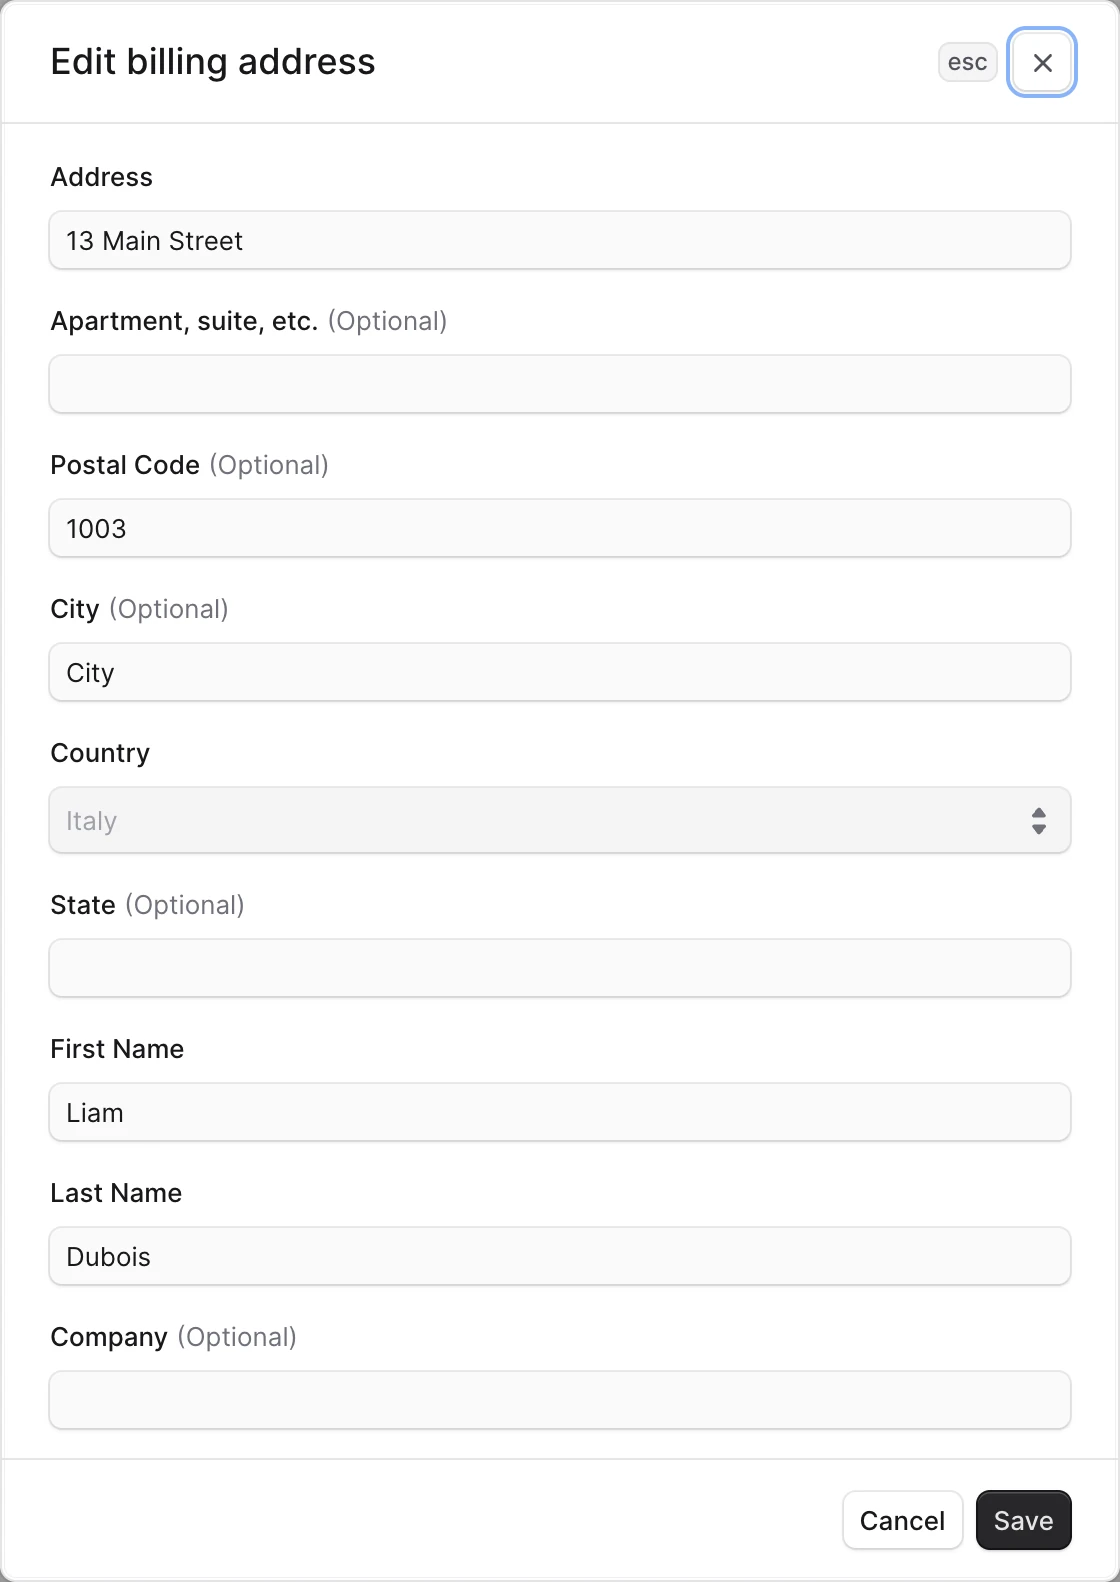 Edit billing address
esc
Address
13 Main Street
Apartment, suite, etc. (Optional)
Postal Code (Optional)
1003
City (Optional)
City
Country
Italy
State (Optional)
First Name
Liam
Last Name
Dubois
Company (Optional)
Cancel Save